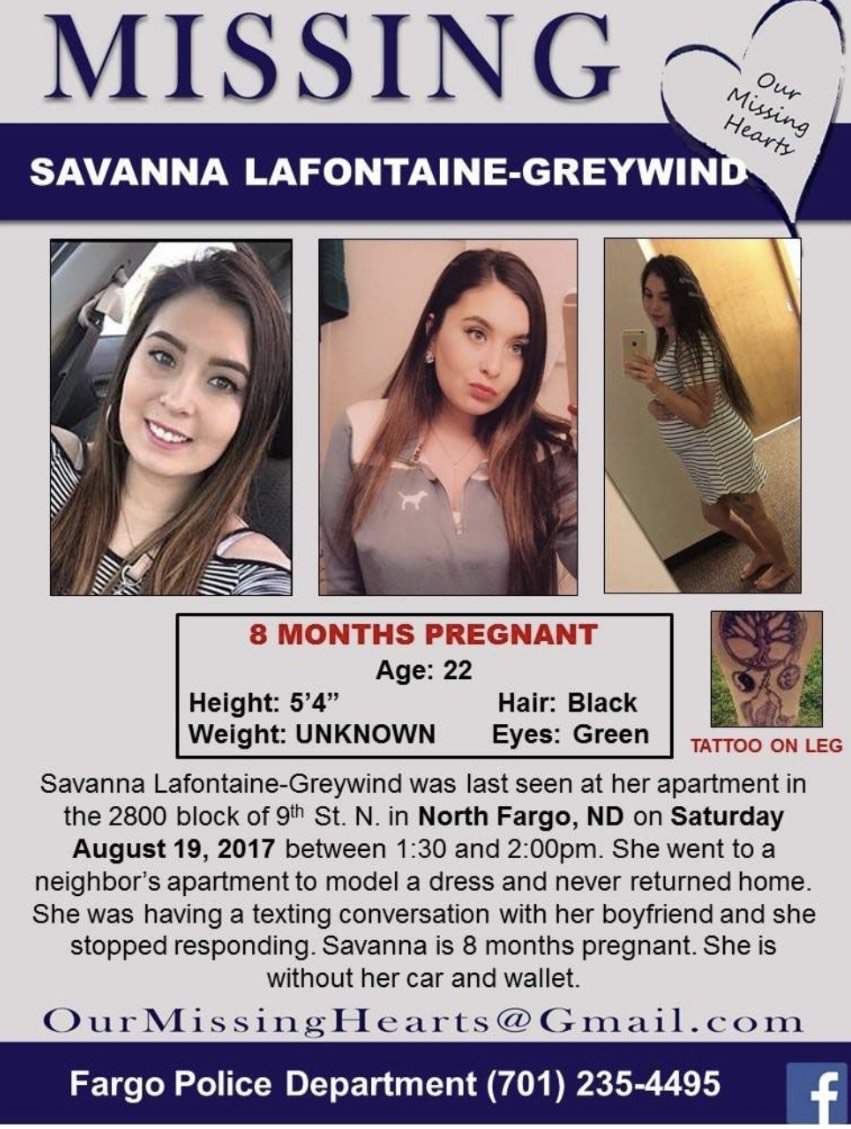 MISSING
Our
Missing
Hearts
SAVANNA LAFONTAINE-GREYWIND
8 MONTHS PREGNANT
Age: 22
Height: 5’4” Hair: Black
Weight: UNKNOWN Eyes: Green
TATTOO ON LEG
Savanna Lafontaine-Greywind was last seen at her apartment in
the 2800 block of 9th St. N. in North Fargo, ND on Saturday
August 19, 2017 between 1:30 and 2:00pm. She went to a
neighbor’s apartment to model a dress and never returned home.
She was having a texting conversation with her boyfriend and she
stopped responding. Savanna is 8 months pregnant. She is
without her car and wallet.
OurMissingHearts@Gmail.com
Fargo Police Department (701) 235-4495
f